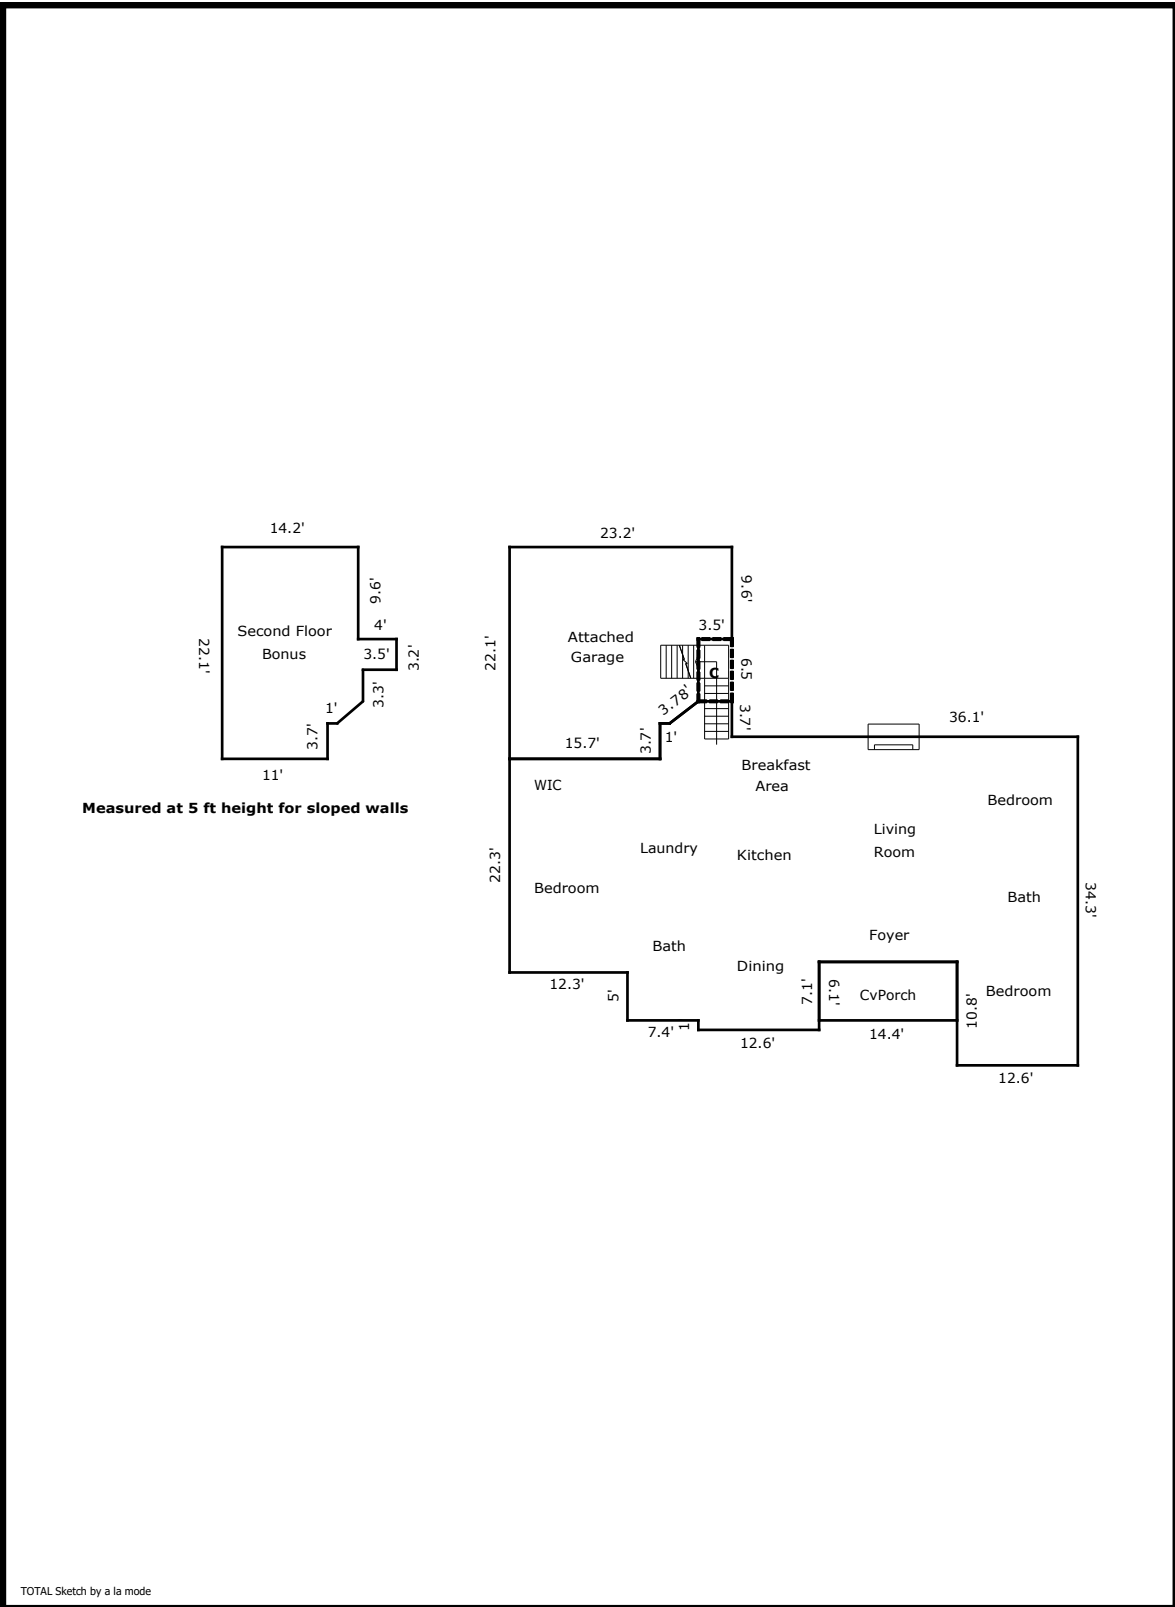 14.2'
9.6'
4'
Second Floor
Bonus
3.5'
3.2'
22.1'
3.3'
1'
3.7'
11'
Measured at 5 ft height for sloped walls
23.2'
9.6'
3.5'
Attached
Garage
22.1'
C
6.5
3.78'
3.7'
15.7'
3.7'
1'
36.1'
Breakfast
Area
WIC
Bedroom
Living
Room
Laundry
Kitchen
22.3'
Bedroom
34.3'
Bath
Foyer
Bath
Dining
12.3'
5'
7.1'
6.1'
CvPorch
Bedroom
10.8'
7.4'
1
12.6'
14.4'
12.6'
TOTAL Sketch by a la mode